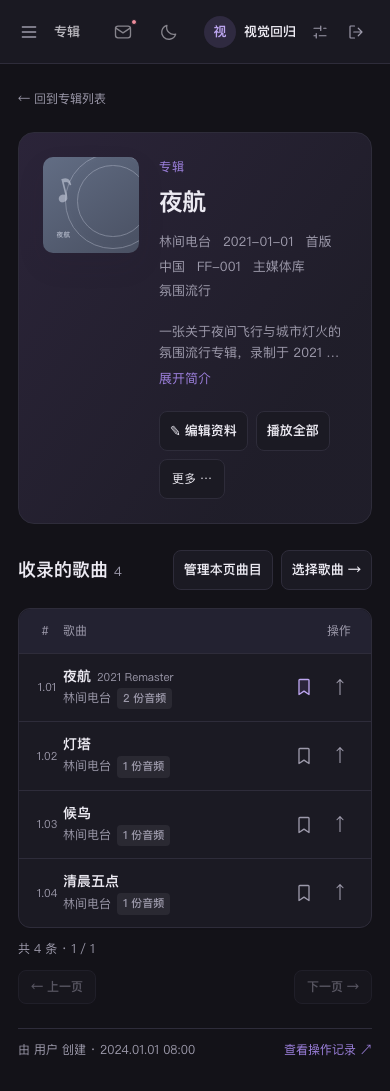 专辑
视
视觉回归
← 回到专辑列表
夜航
专辑
夜航
林间电台 2021-01-01 首版
中国 FF-001 主媒体库
氛围流行
一张关于夜间飞行与城市灯火的
氛围流行专辑，录制于 2021 …
展开简介
✎ 编辑资料 播放全部
更多 ···
收录的歌曲 4 管理本页曲目 选择歌曲 →
# 歌曲 操作
1.01 夜航 2021 Remaster
林间电台 2 份音频
1.02 灯塔
林间电台 1 份音频
1.03 候鸟
林间电台 1 份音频
1.04 清晨五点
林间电台 1 份音频
共 4 条 · 1 / 1
← 上一页 下一页 →
由 用户 创建 · 2024.01.01 08:00 查看操作记录 ↗